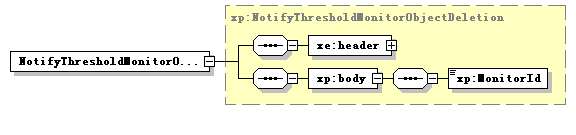 xp:NotifyThresholdMonitorObjectDeletion
xe:header
NotifyThresholdMonitorO...
xp:body
xp:MonitorId